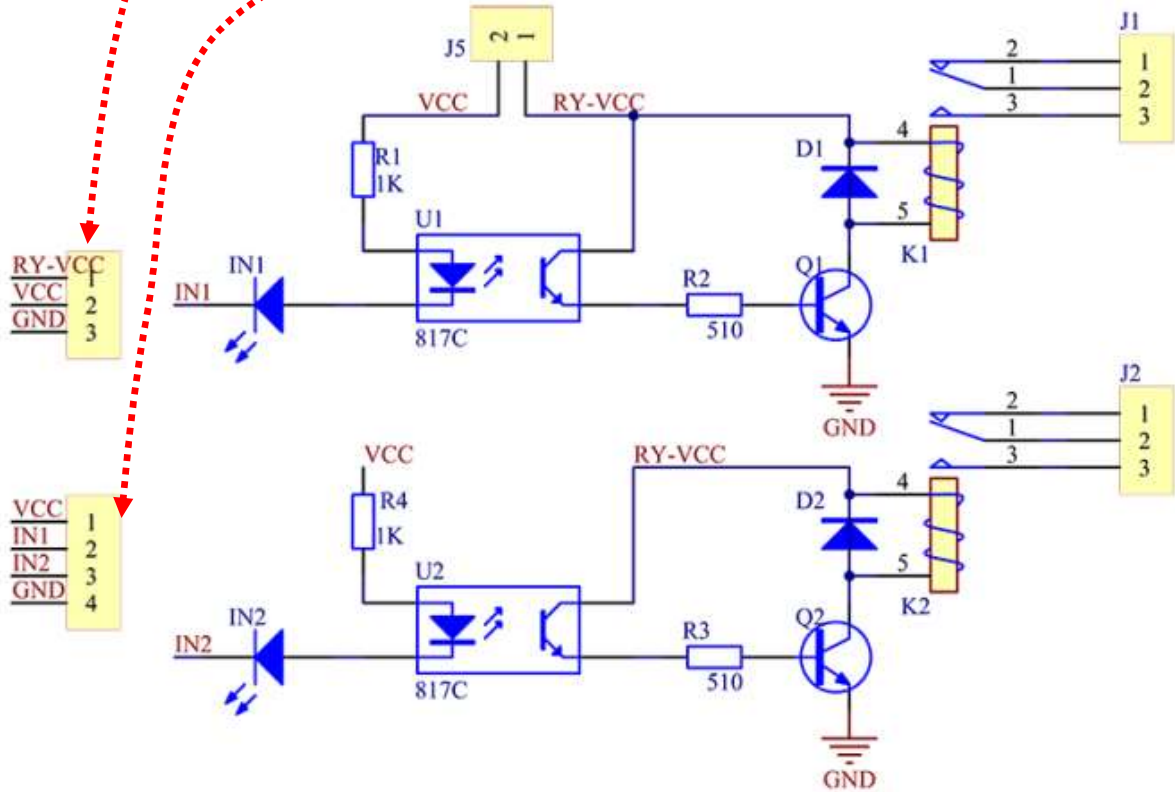 J5
2 1
VCC
RY-VCC
J1
2 1
1 2
3 3
R1
1K
D1
4
5
K1
U1
817C
RY-VCC 1
VCC 2
GND 3
IN1
IN1
R2
510
Q1
GND
J2
2 1
1 2
3 3
VCC
RY-VCC
R4
1K
D2
4
5
K2
U2
817C
VCC 1
IN1 2
IN2 3
GND 4
IN2
IN2
R3
510
Q2
GND